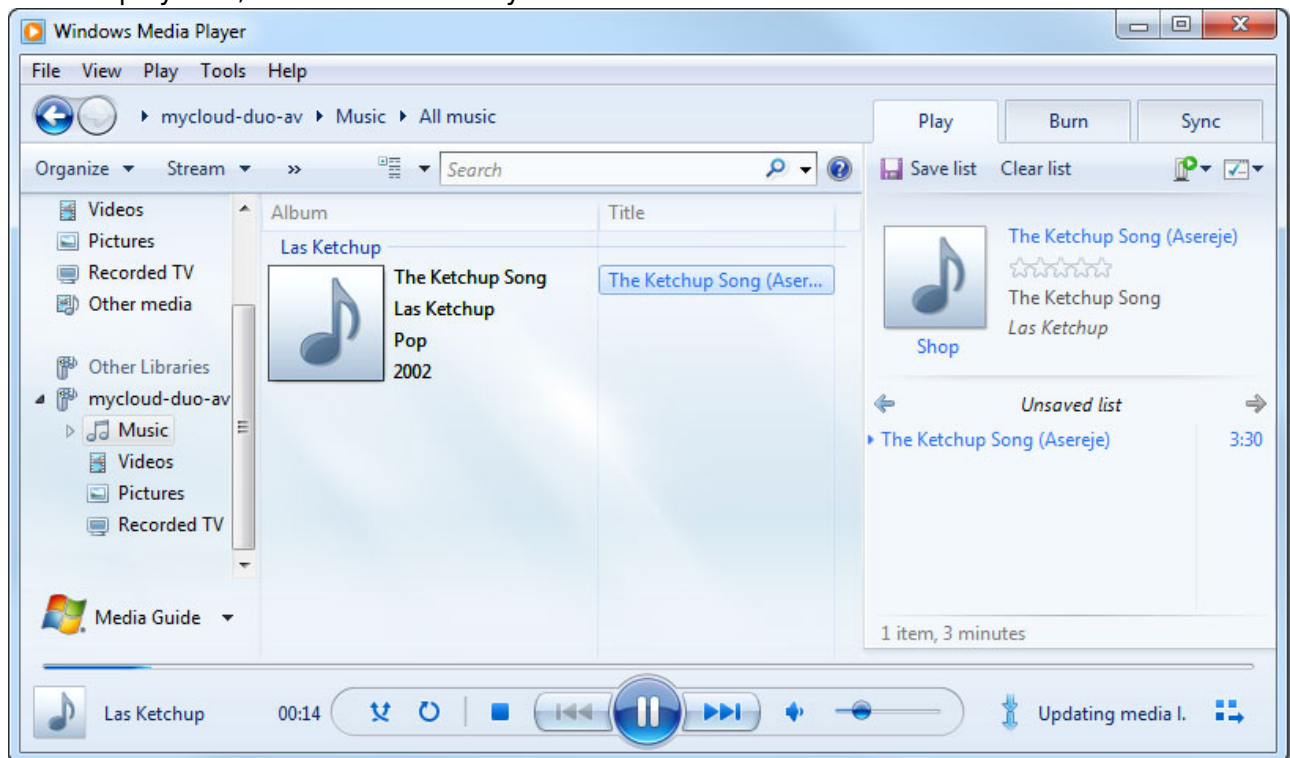 Windows Media Player
File View Play Tools Help
mycloud-duo-av Music All music
Play Burn Sync
Organize Stream » Search
Save list Clear list
Videos
Pictures
Recorded TV
Other media
Other Libraries
mycloud-duo-av
Music
Videos
Pictures
Recorded TV
Media Guide
Album Title
Las Ketchup
The Ketchup Song
Las Ketchup
Pop
2002
The Ketchup Song (Aser...
The Ketchup Song (Asereje)
The Ketchup Song
Las Ketchup
Shop
Unsaved list
The Ketchup Song (Asereje) 3:30
1 item, 3 minutes
Las Ketchup 00:14 Updating media l.